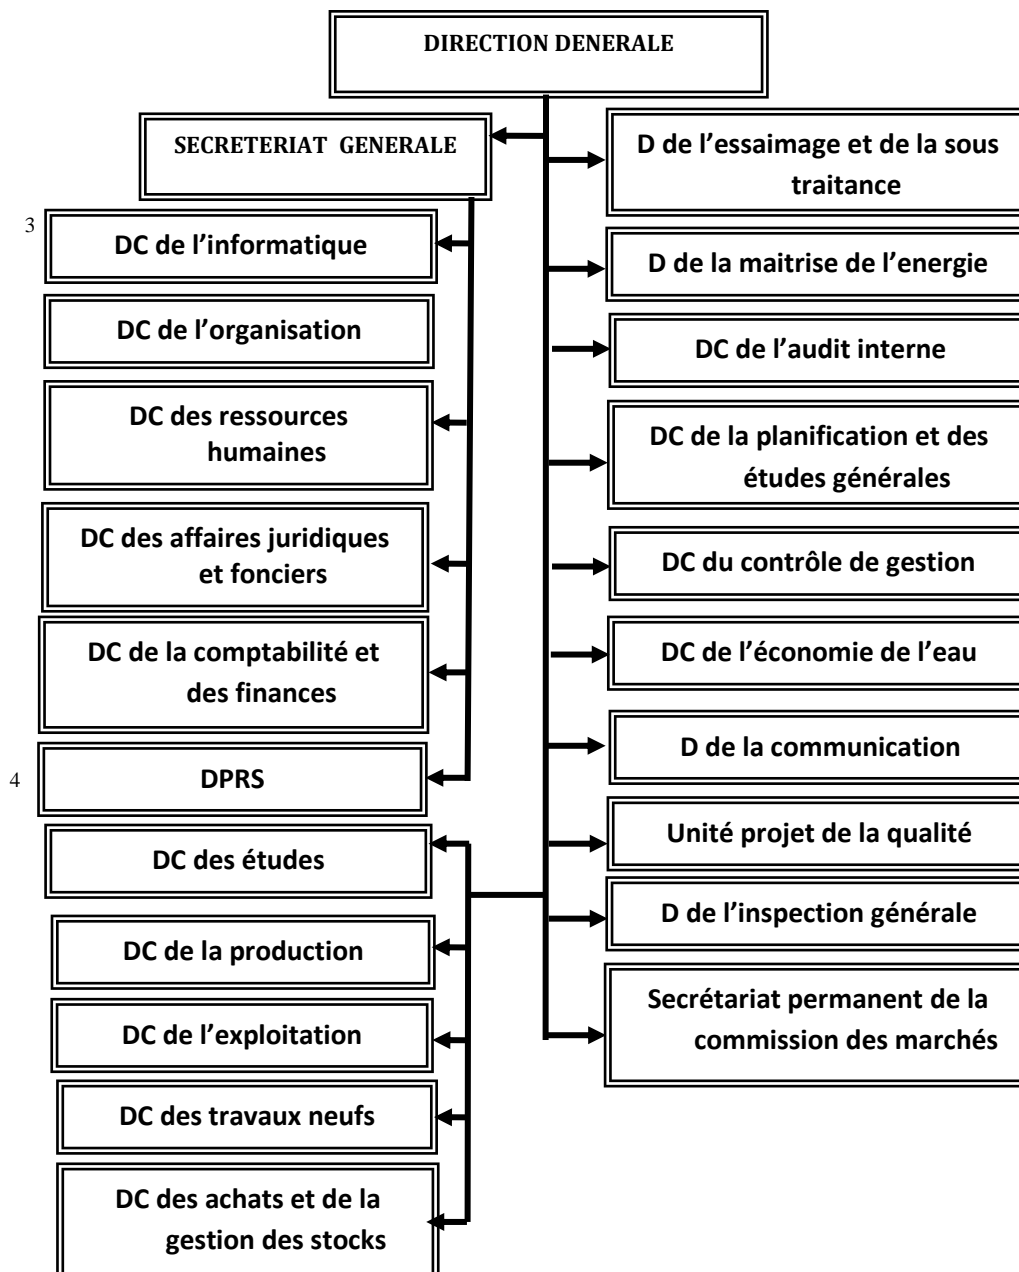 DIRECTION DENERALE
SECRETERIAT GENERALE
3
DC de l’informatique
DC de l’organisation
DC des ressources
humaines
DC des affaires juridiques
et fonciers
DC de la comptabilité et
des finances
4
DPRS
DC des études
DC de la production
DC de l’exploitation
DC des travaux neufs
DC des achats et de la
gestion des stocks
D de l’essaimage et de la sous
traitance
D de la maitrise de l’energie
DC de l’audit interne
DC de la planification et des
études générales
DC du contrôle de gestion
DC de l’économie de l’eau
D de la communication
Unité projet de la qualité
D de l’inspection générale
Secrétariat permanent de la
commission des marchés